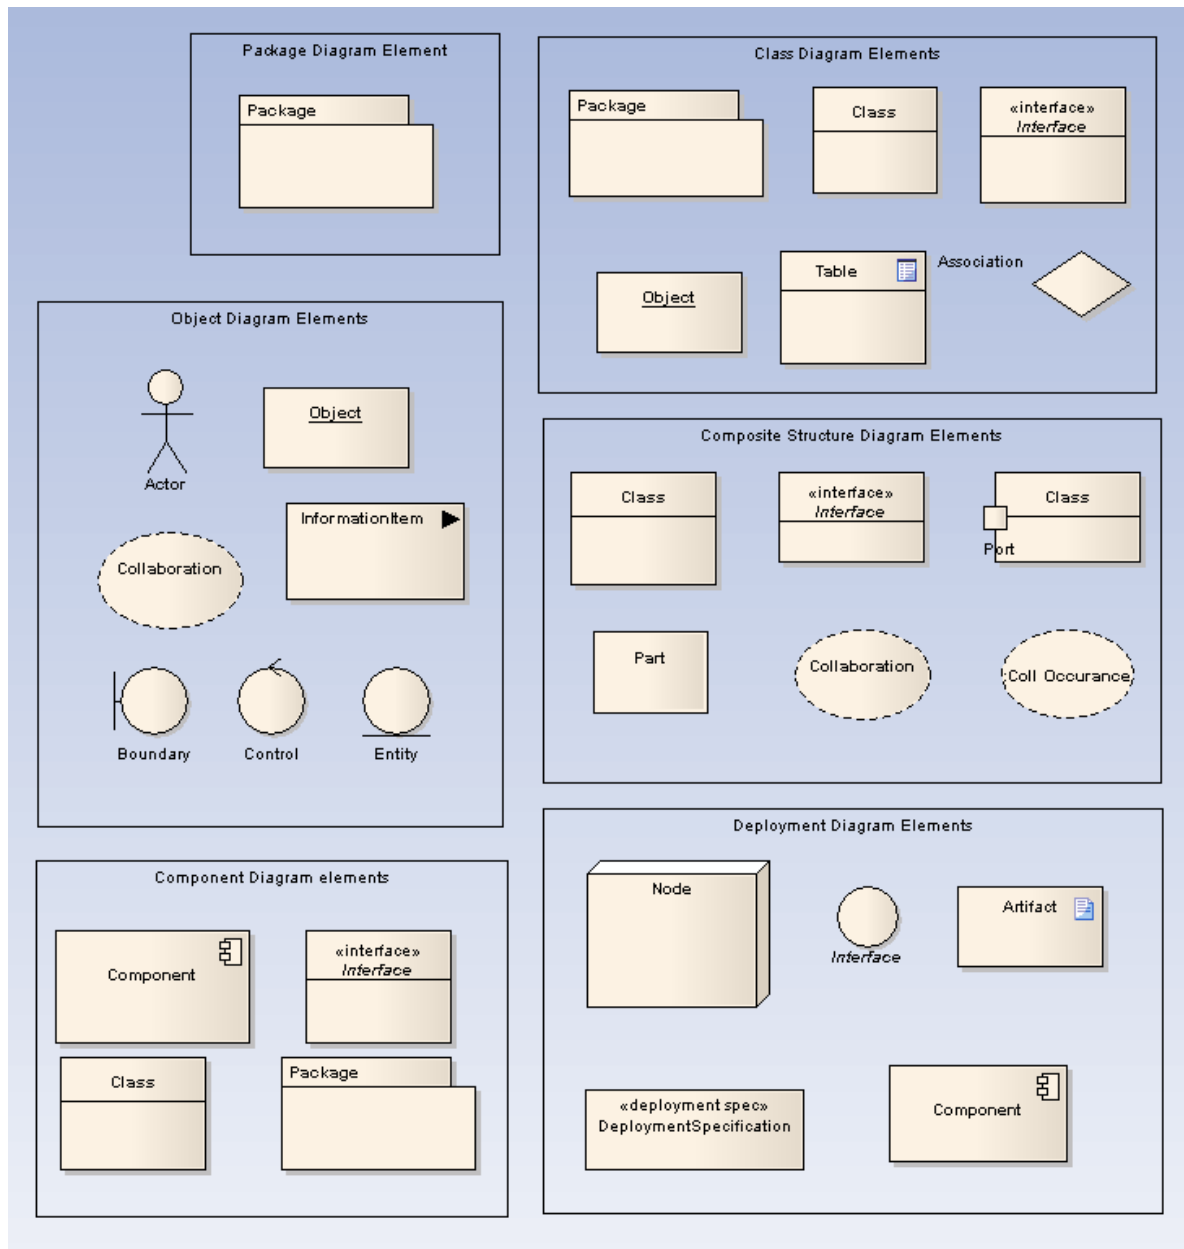 Package Diagram Element
Package
Class Diagram Elements
Package
Class
«interface»
Interface
Object
Table
Association
Object Diagram Elements
Actor
Object
InformationItem
Collaboration
Boundary
Control
Entity
Composite Structure Diagram Elements
Class
«interface»
Interface
Class
Port
Part
Collaboration
Coll Occurance
Component Diagram elements
Component
«interface»
Interface
Class
Package
Deployment Diagram Elements
Node
Interface
Artifact
«deployment spec»
DeploymentSpecification
Component